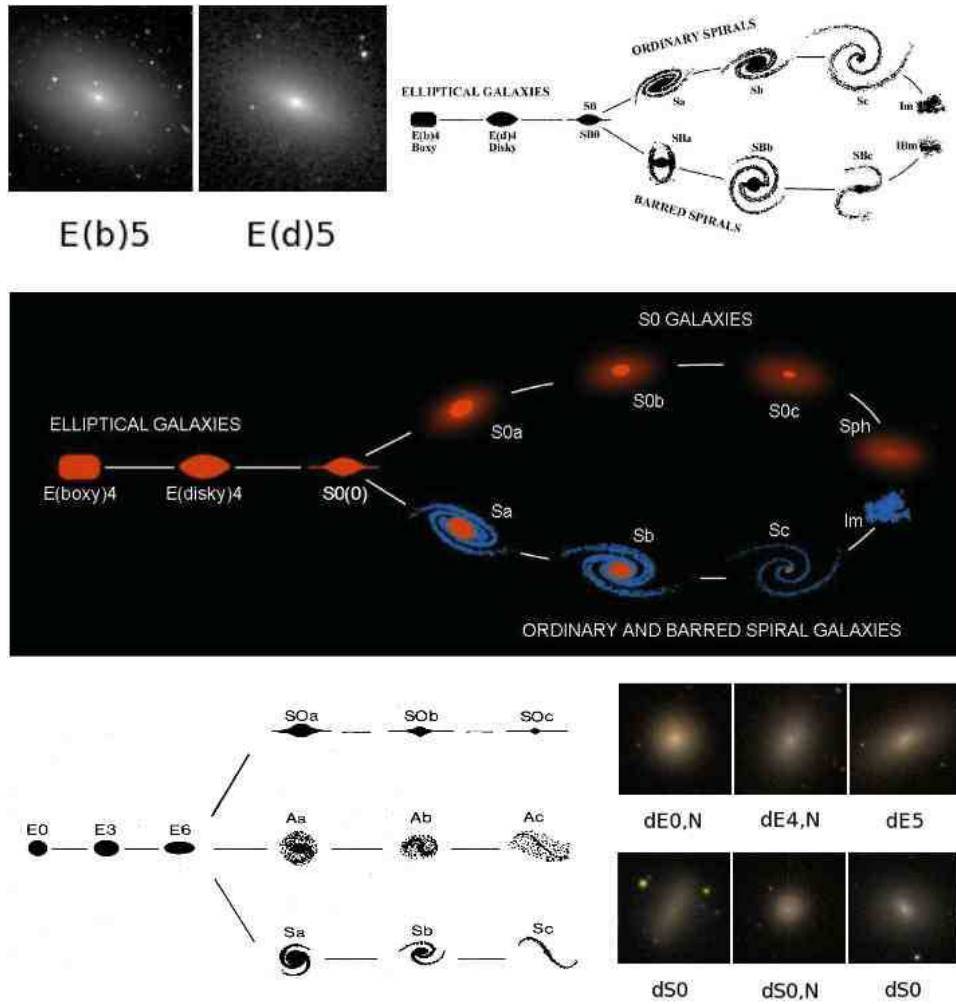 E(b)5 E(d)5
ORDINARY SPIRALS
ELLIPTICAL GALAXIES
E(b)4 E(d)4
Boxy Disky
S0
SB0
Sa Sb Sc Im
SBa SBb SBc IBm
BARRED SPIRALS
S0 GALAXIES
S0a S0b S0c Sph
ELLIPTICAL GALAXIES
E(boxy)4 E(disky)4 S0(0)
Sa Sb Sc Im
ORDINARY AND BARRED SPIRAL GALAXIES
SOa SOb SOc
E0 E3 E6
Aa Ab Ac
Sa Sb Sc
dE0,N dE4,N dE5
dS0 dS0,N dS0